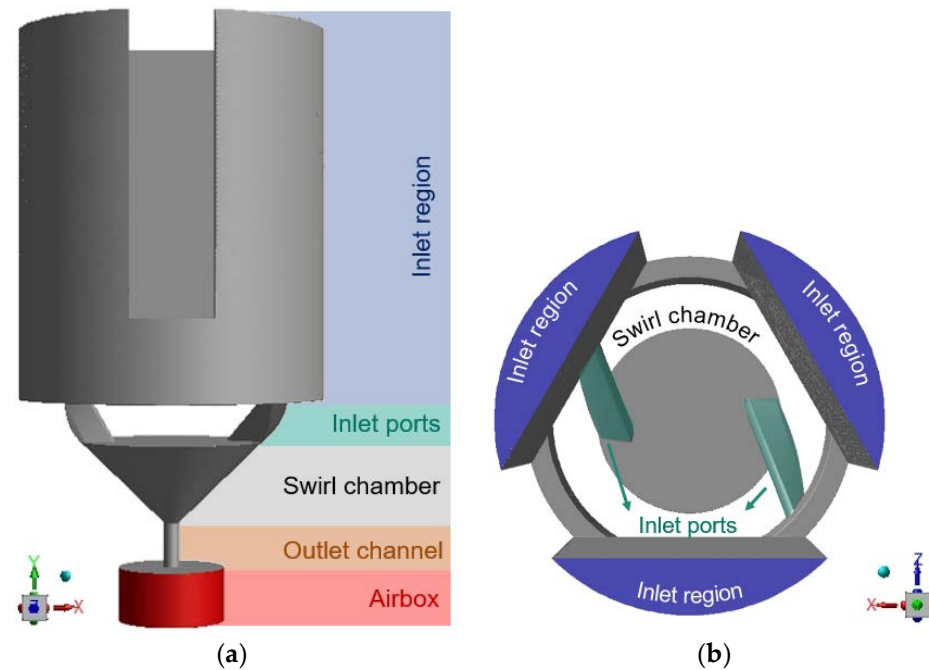 Inlet region
Inlet ports
Swirl chamber
Outlet channel
Airbox
Y
X
Z
(a)
Inlet region
Inlet region
Swirl chamber
Inlet ports
Inlet region
Z
X
(b)